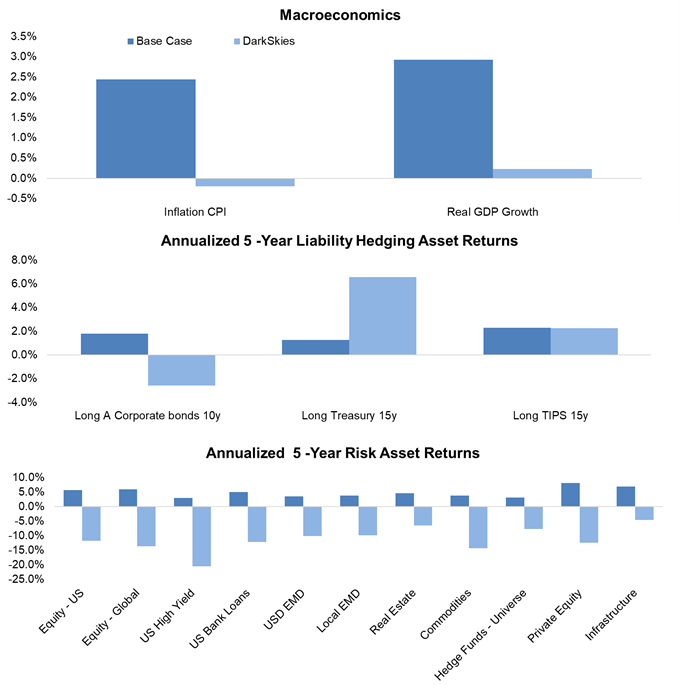 Macroeconomics
3.5%
Base Case DarkSkies
3.0%
2.5%
2.0%
1.5%
1.0%
0.5%
0.0%
-0.5%
Inflation CPI Real GDP Growth
Annualized 5 -Year Liability Hedging Asset Returns
8.0%
6.0%
4.0%
2.0%
0.0%
-2.0%
-4.0%
Long A Corporate bonds 10y Long Treasury 15y Long TIPS 15y
Annualized 5 -Year Risk Asset Returns
10.0%
5.0%
0.0%
-5.0%
-10.0%
-15.0%
-20.0%
-25.0%
Equity - US
Equity - Global
US High Yield
US Bank Loans
USD EMD
Local EMD
Real Estate
Commodities
Hedge Funds - Universe
Private Equity
Infrastructure